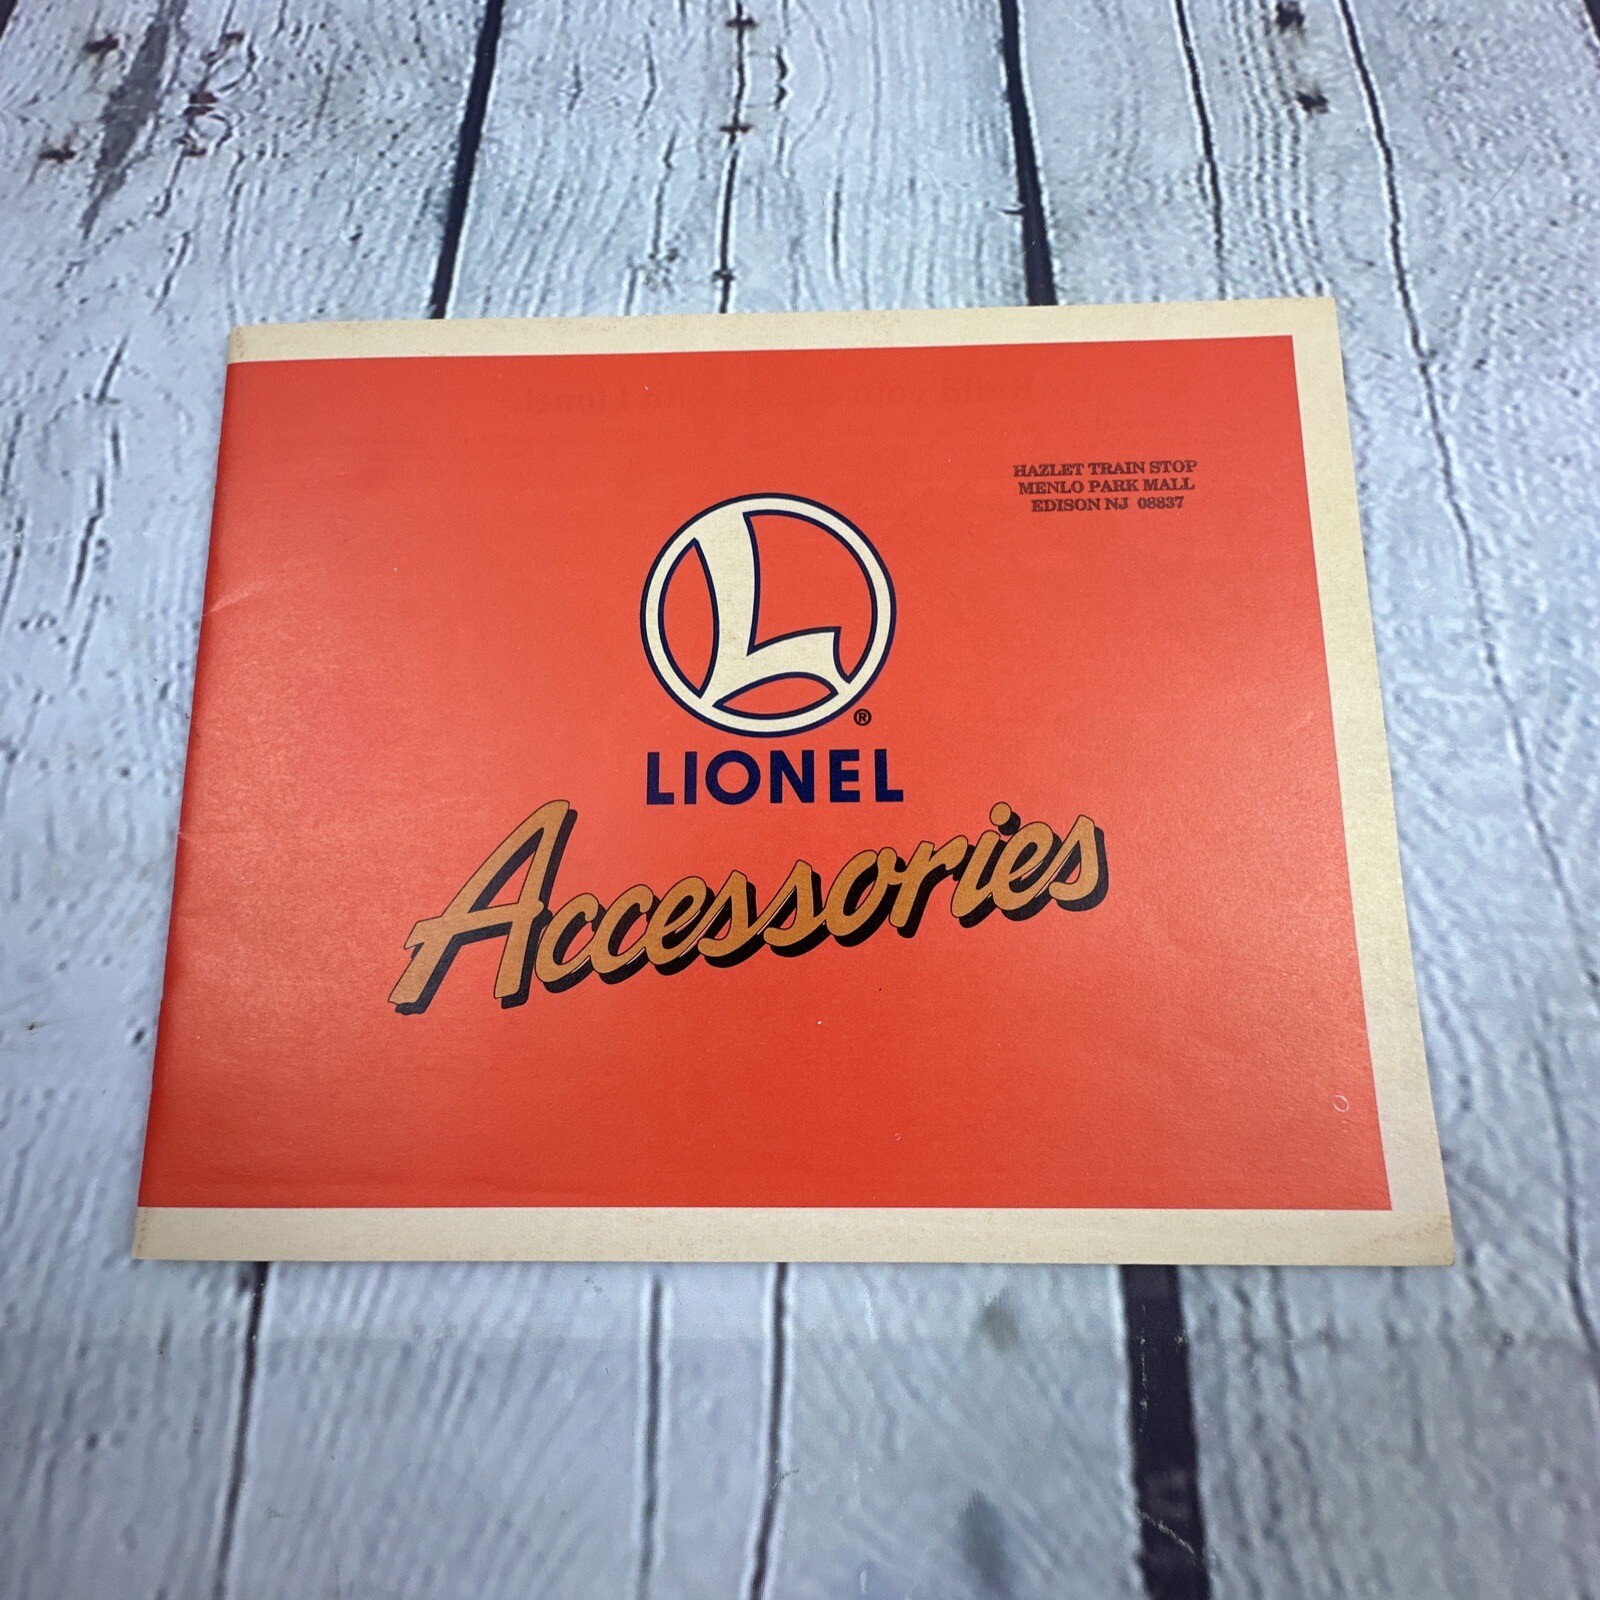 HAZLET TRAIN STOP
MENLO PARK MALL
EDISON NJ 08837
L
®
LIONEL
Accessories